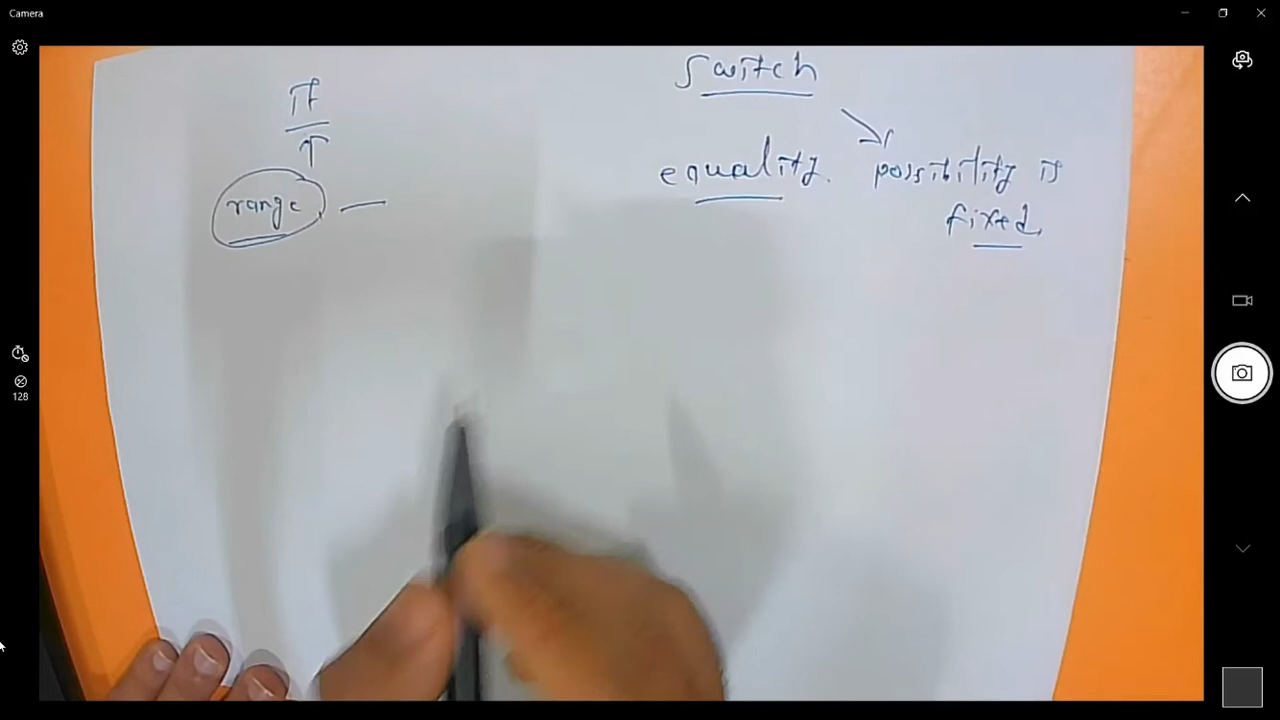 Camera
if
range —
switch
equality. possibility is
fixed.
128